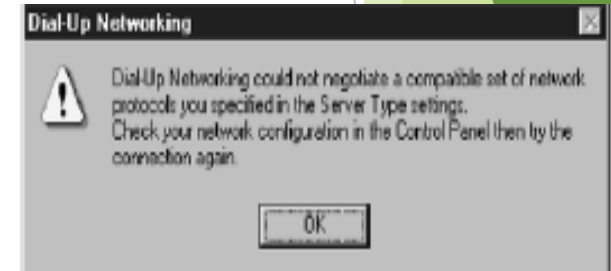 Dial-Up Networking
Dial-Up Networking could not negotiate a compatible set of network
protocols you specified in the Server Type settings.
Check your network configuration in the Control Panel then try the
connection again.
OK